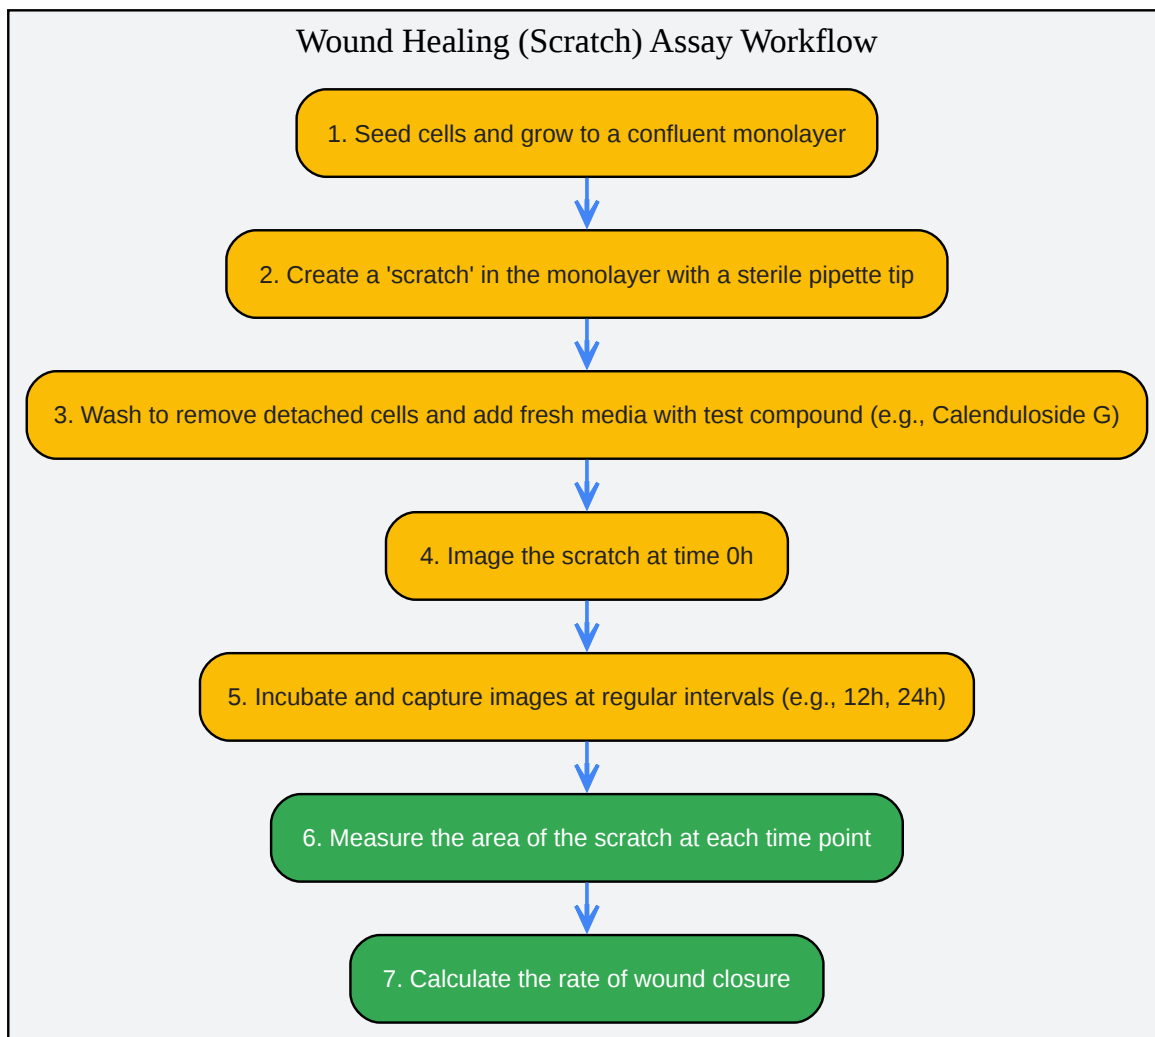 Wound Healing (Scratch) Assay Workflow
1. Seed cells and grow to a confluent monolayer
2. Create a 'scratch' in the monolayer with a sterile pipette tip
3. Wash to remove detached cells and add fresh media with test compound (e.g., Calenduloside G)
4. Image the scratch at time 0h
5. Incubate and capture images at regular intervals (e.g., 12h, 24h)
6. Measure the area of the scratch at each time point
7. Calculate the rate of wound closure